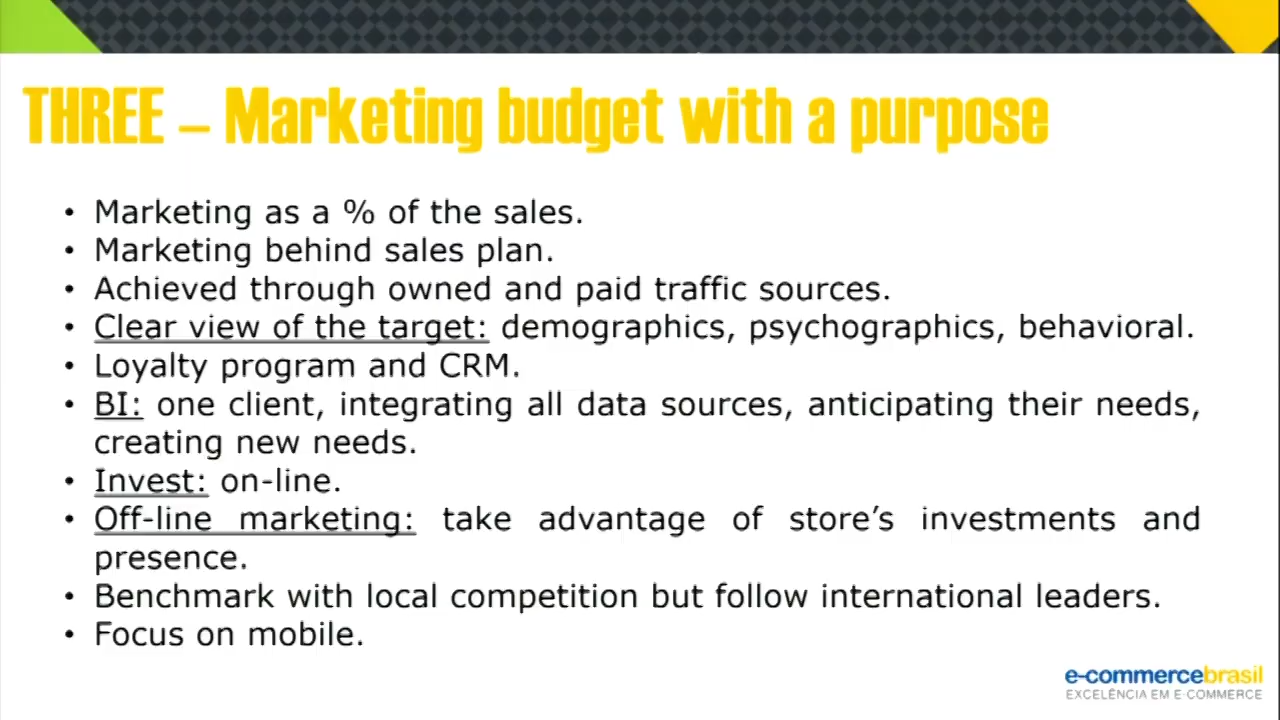 THREE – Marketing budget with a purpose
• Marketing as a % of the sales.
• Marketing behind sales plan.
• Achieved through owned and paid traffic sources.
• Clear view of the target: demographics, psychographics, behavioral.
• Loyalty program and CRM.
• BI: one client, integrating all data sources, anticipating their needs,
creating new needs.
• Invest: on-line.
• Off-line marketing: take advantage of store’s investments and
presence.
• Benchmark with local competition but follow international leaders.
• Focus on mobile.
e-commercebrasil
EXCELÊNCIA EM E-COMMERCE